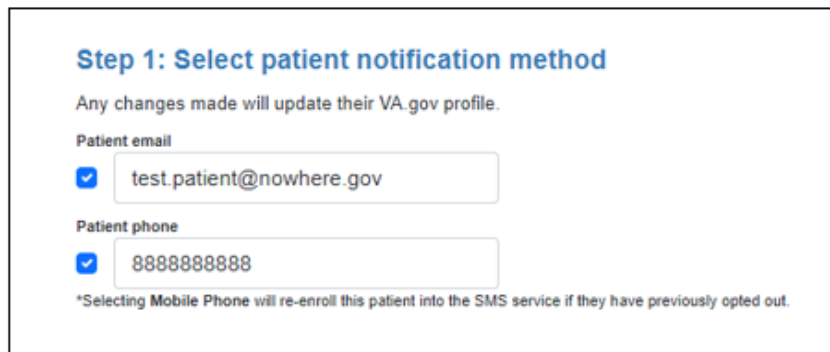 Step 1: Select patient notification method
Any changes made will update their VA.gov profile.
Patient email
test.patient@nowhere.gov
Patient phone
8888888888
*Selecting Mobile Phone will re-enroll this patient into the SMS service if they have previously opted out.